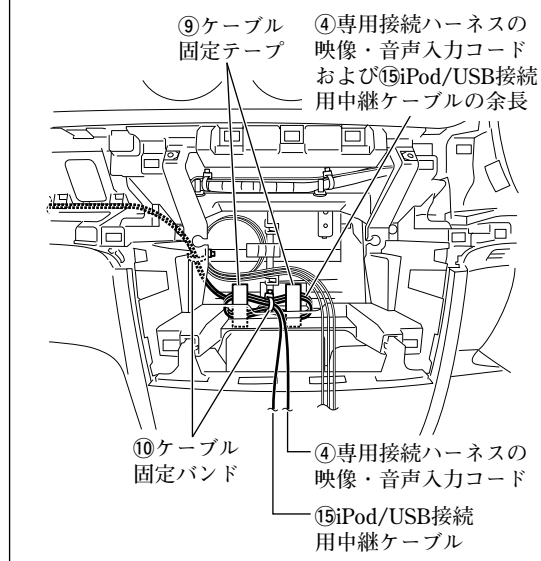 ⑨ケーブル
固定テープ
④専用接続ハーネスの
映像・音声入力コード
および⑮iPod/USB接続
用中継ケーブルの余長
⑩ケーブル
固定バンド
④専用接続ハーネスの
映像・音声入力コード
⑮iPod/USB接続
用中継ケーブル